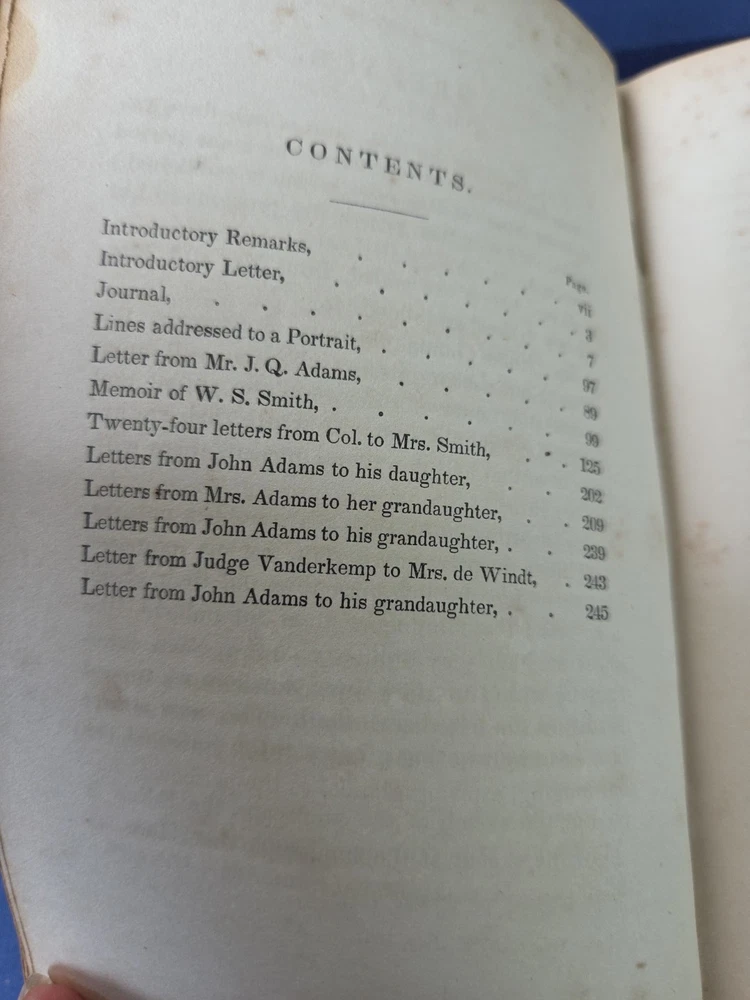 CONTENTS.
Page.
Introductory Remarks, . . . . . vii
Introductory Letter, . . . . . . 3
Journal, . . . . . . . . 7
Lines addressed to a Portrait, . . . . 97
Letter from Mr. J. Q. Adams, . . . . 89
Memoir of W. S. Smith, . . . . . 99
Twenty-four letters from Col. to Mrs. Smith, . . . 125
Letters from John Adams to his daughter, . . 202
Letters from Mrs. Adams to her grandaughter, . . 209
Letters from John Adams to his grandaughter, . . 239
Letter from Judge Vanderkemp to Mrs. de Windt, . 243
Letter from John Adams to his grandaughter, . . 245